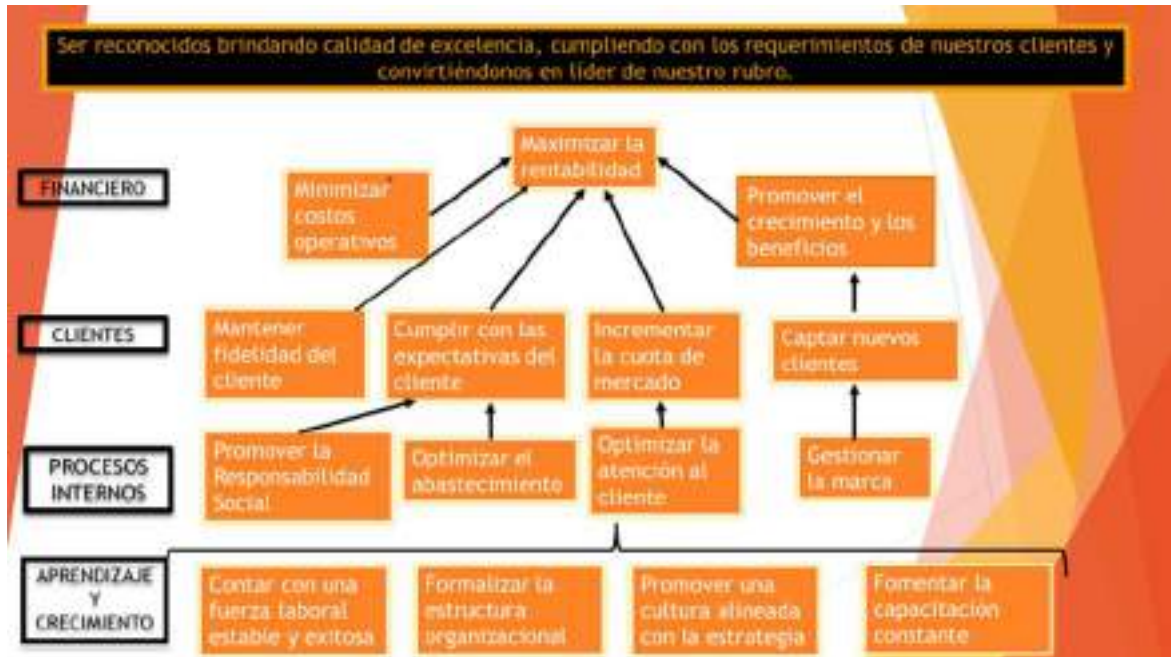 Ser reconocidos brindando calidad de excelencia, cumpliendo con los requerimientos de nuestros clientes y
convirtiéndonos en líder de nuestro rubro.
FINANCIERO
Maximizar la
rentabilidad
Minimizar
costos
operativos
Promover el
crecimiento y los
beneficios
CLIENTES
Mantener
fidelidad del
cliente
Cumplir con las
expectativas del
cliente
Incrementar
la cuota de
mercado
Captar nuevos
clientes
PROCESOS
INTERNOS
Promover la
Responsabilidad
Social
Optimizar el
abastecimiento
Optimizar la
atención al
cliente
Gestionar
la marca
APRENDIZAJE
Y
CRECIMIENTO
Contar con una
fuerza laboral
estable y exitosa
Formalizar la
estructura
organizacional
Promover una
cultura alineada
con la estrategia
Fomentar la
capacitación
constante